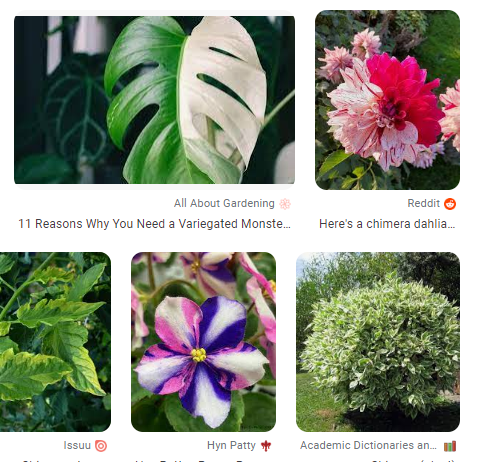 All About Gardening
Reddit
11 Reasons Why You Need a Variegated Monste...
Here's a chimera dahlia...
Issuu
Hyn Patty
Academic Dictionaries an...